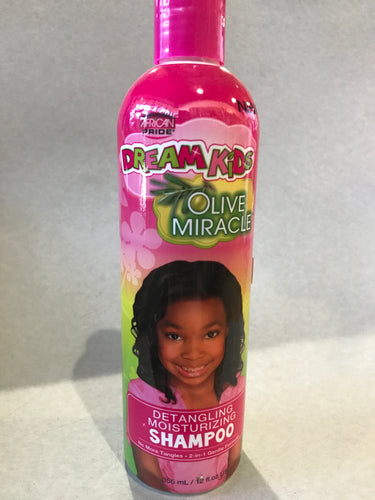 AFRICAN
PRIDE
DREAM KIDS
OLIVE
MIRACLE
DETANGLING
MOISTURIZING
SHAMPOO
No More Tangles • 2-in-1 Gentle
355 mL / 12 fl oz